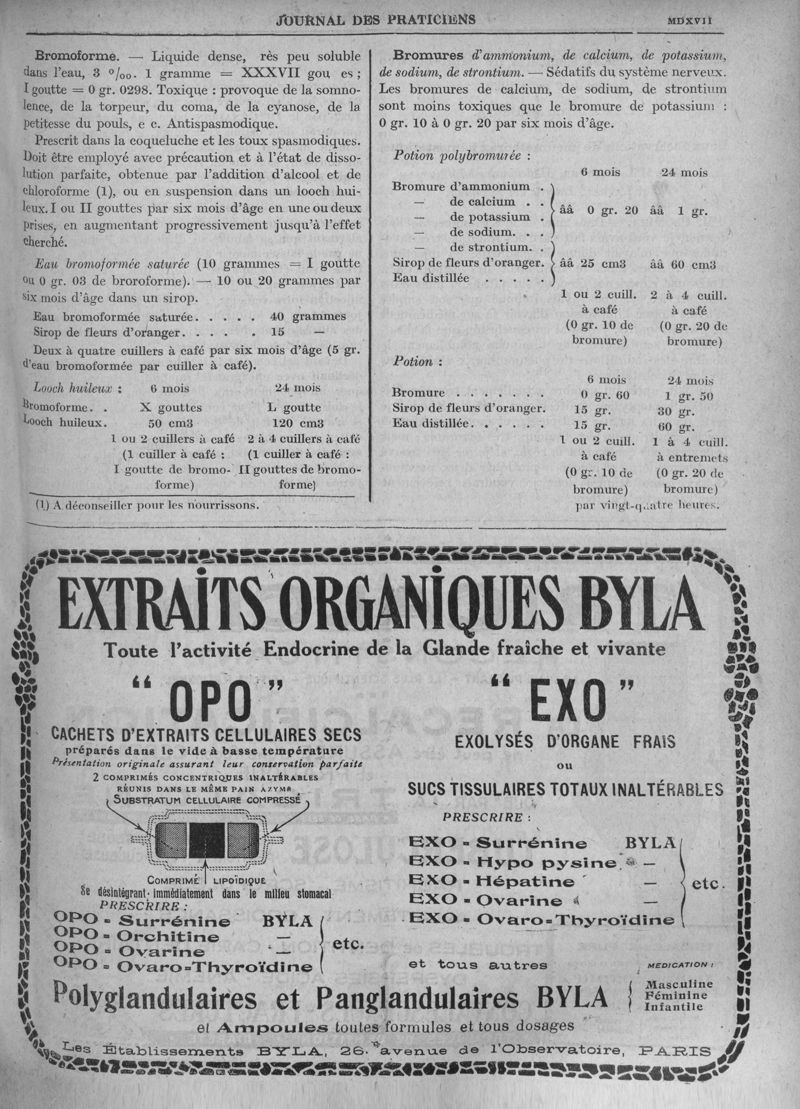 JOURNAL DES PRATICIENS
MDXVII
Bromoforme. — Liquide dense, rès peu soluble
dans l'eau, 3 º/oo. 1 gramme = XXXVII gou es ;
I goutte = 0 gr. 0298. Toxique : provoque de la somno-
lence, de la torpeur, du coma, de la cyanose, de la
petitesse du pouls, e c. Antispasmodique.
Prescrit dans la coqueluche et les toux spasmodiques.
Doit être employé avec précaution et à l'état de disso-
lution parfaite, obtenue par l'addition d'alcool et de
chloroforme (1), ou en suspension dans un looch hui-
leux. I ou II gouttes par six mois d'âge en une ou deux
prises, en augmentant progressivement jusqu'à l'effet
cherché.
Eau bromoformée saturée (10 grammes = I goutte
ou 0 gr. 03 de broroforme). — 10 ou 20 grammes par
six mois d'âge dans un sirop.
Eau bromoformée saturée. . . . . 40 grammes
Sirop de fleurs d'oranger. . . . . 15 —
Deux à quatre cuillers à café par six mois d'âge (5 gr.
d'eau bromoformée par cuiller à café).
Looch huileux : 6 mois 24 mois
Bromoforme. . X gouttes L goutte
Looch huileux. 50 cm3 120 cm3
1 ou 2 cuillers à café 2 à 4 cuillers à café
(1 cuiller à café : (1 cuiller à café :
I goutte de bromo- II gouttes de bromo-
forme) forme)
(1) A déconseiller pour les nourrissons.
Bromures d'ammonium, de calcium, de potassium,
de sodium, de strontium. — Sédatifs du système nerveux.
Les bromures de calcium, de sodium, de strontium
sont moins toxiques que le bromure de potassium :
0 gr. 10 à 0 gr. 20 par six mois d'âge.
Potion polybromurée :
6 mois 24 mois
Bromure d'ammonium .
— de calcium . .
— de potassium . ââ 0 gr. 20 ââ 1 gr.
— de sodium. . .
— de strontium. .
Sirop de fleurs d'oranger. ââ 25 cm3 ââ 60 cm3
Eau distillée . . . . .
1 ou 2 cuill. 2 à 4 cuill.
à café à café
(0 gr. 10 de (0 gr. 20 de
bromure) bromure)
Potion :
6 mois 24 mois
Bromure . . . . . . . 0 gr. 60 1 gr. 50
Sirop de fleurs d'oranger. 15 gr. 30 gr.
Eau distillée. . . . . . 15 gr. 60 gr.
1 ou 2 cuill. 1 à 4 cuill.
à café à entremets
(0 gr. 10 de (0 gr. 20 de
bromure) bromure)
par vingt-quatre heures.
EXTRAITS ORGANIQUES BYLA
Toute l'activité Endocrine de la Glande fraîche et vivante
"OPO"
CACHETS D'EXTRAITS CELLULAIRES SECS
préparés dans le vide à basse température
Présentation originale assurant leur conservation parfaite
2 COMPRIMÉS CONCENTRIQUES INALTÉRABLES
RÉUNIS DANS LE MÊME PAIN AZYME
SUBSTRATUM CELLULAIRE COMPRESSÉ
COMPRIMÉ LIPOÏDIQUE
Se désintégrant immédiatement dans le milieu stomacal
PRESCRIRE :
OPO - Surrénine BYLA
OPO - Orchitine —
OPO - Ovarine —
OPO - Ovaro-Thyroïdine
etc.
"EXO"
EXOLYSÉS D'ORGANE FRAIS
OU
SUCS TISSULAIRES TOTAUX INALTÉRABLES
PRESCRIRE :
EXO - Surrénine BYLA
EXO - Hypo pysine —
EXO - Hépatine —
EXO - Ovarine —
EXO - Ovaro-Thyroïdine
etc.
et tous autres MEDICATION :
Polyglandulaires et Panglandulaires BYLA
Masculine
Féminine
Infantile
et Ampoules toutes formules et tous dosages
Les Établissements BYLA, 26. avenue de l'Observatoire, PARIS